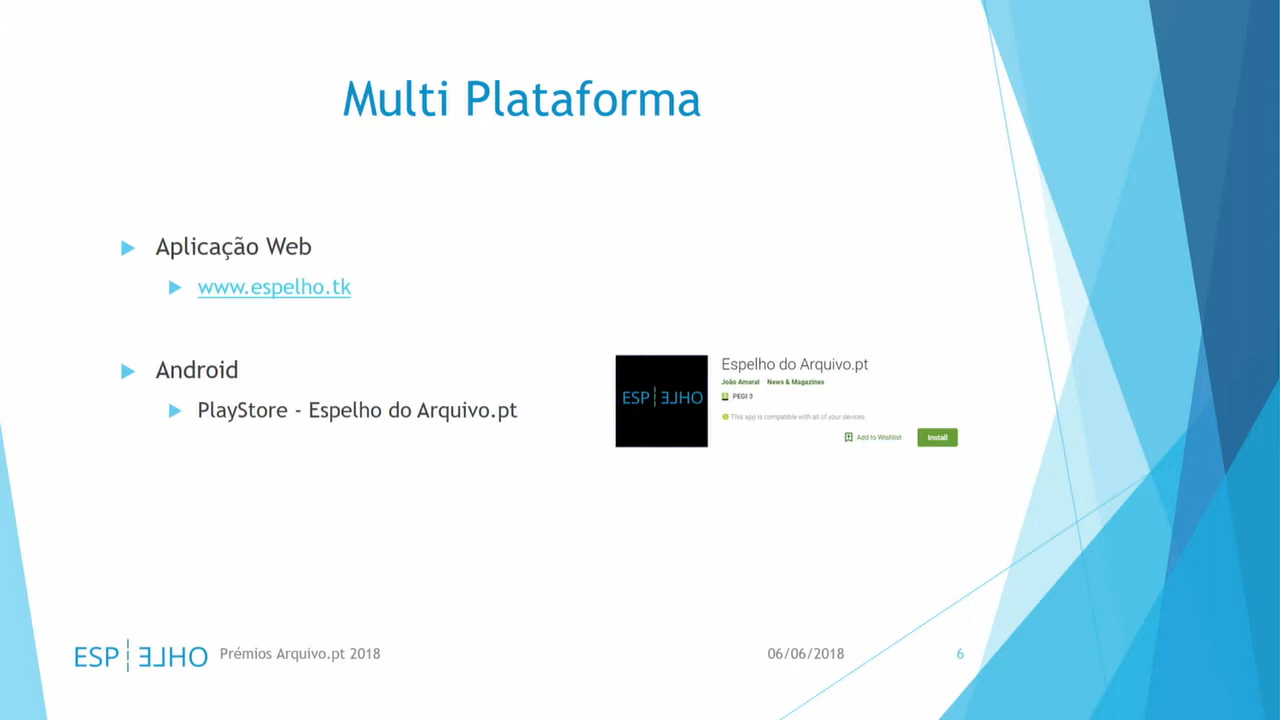 Multi Plataforma
Aplicação Web
www.espelho.tk
Android
PlayStore - Espelho do Arquivo.pt
ESP ELHO
Espelho do Arquivo.pt
João Amaral News & Magazines
PEGI 3
This app is compatible with all of your devices.
Add to Wishlist Install
ESP ELHO Prémios Arquivo.pt 2018 06/06/2018 6